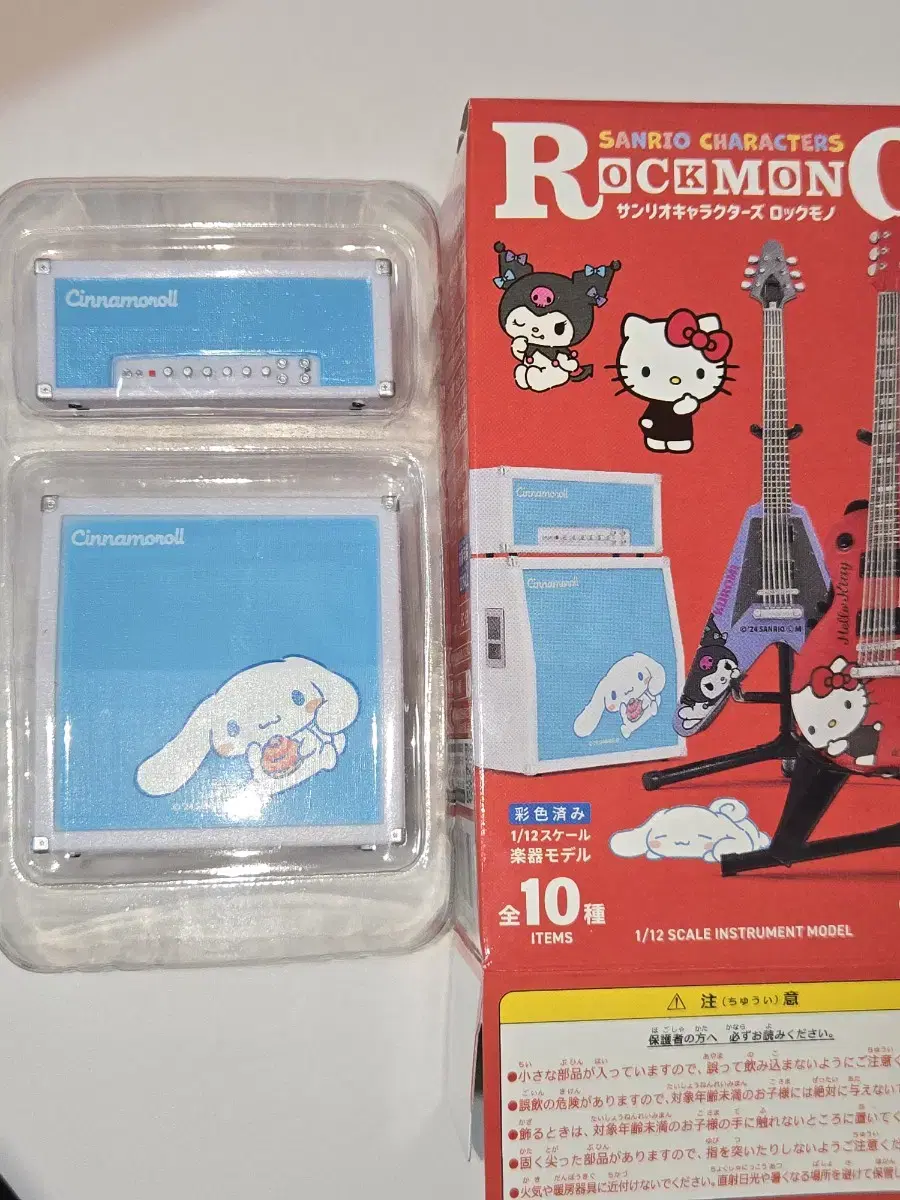 Cinnamoroll
Cinnamoroll
©'24
SANRIO CHARACTERS
ROCKMONO
サンリオキャラクターズ ロックモノ
Cinnamoroll
Cinnamoroll
KUROMI
©'24 SANRIO
Hello Kitty
彩色済み
1/12スケール
楽器モデル
全10種
ITEMS
1/12 SCALE INSTRUMENT MODEL
⚠ 注(ちゅうい)意
保護者の方へ 必ずお読みください。
●小さな部品が入っていますので、誤って飲み込まないようにご注意く
●誤飲の危険がありますので、対象年齢未満のお子様には絶対に与えない
●飾るときは、対象年齢未満のお子様の手に触れないところに置いてく
●固く尖った部品がありますので、指を突いたりしないようご注意くだ
●火気や暖房器具に近付けないでください。直射日光や暑くなる場所を避けて保管し